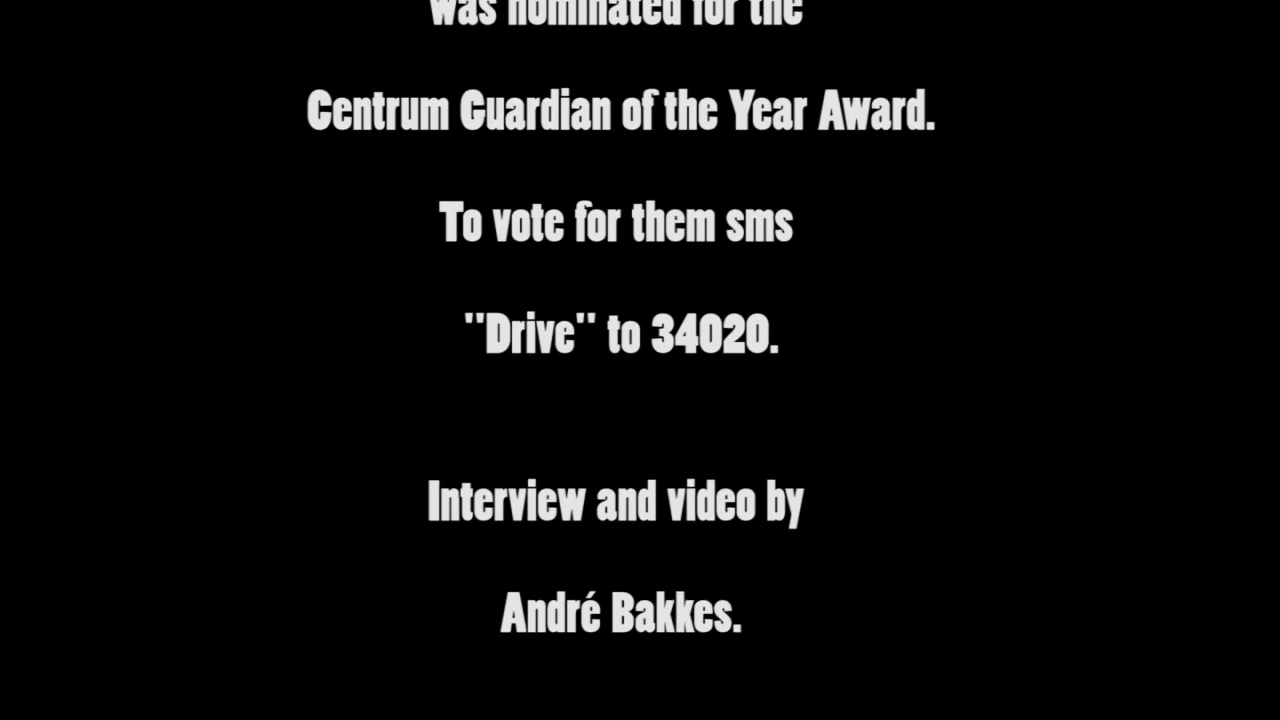 was nominated for the
Centrum Guardian of the Year Award.
To vote for them sms
"Drive" to 34020.
Interview and video by
André Bakkes.